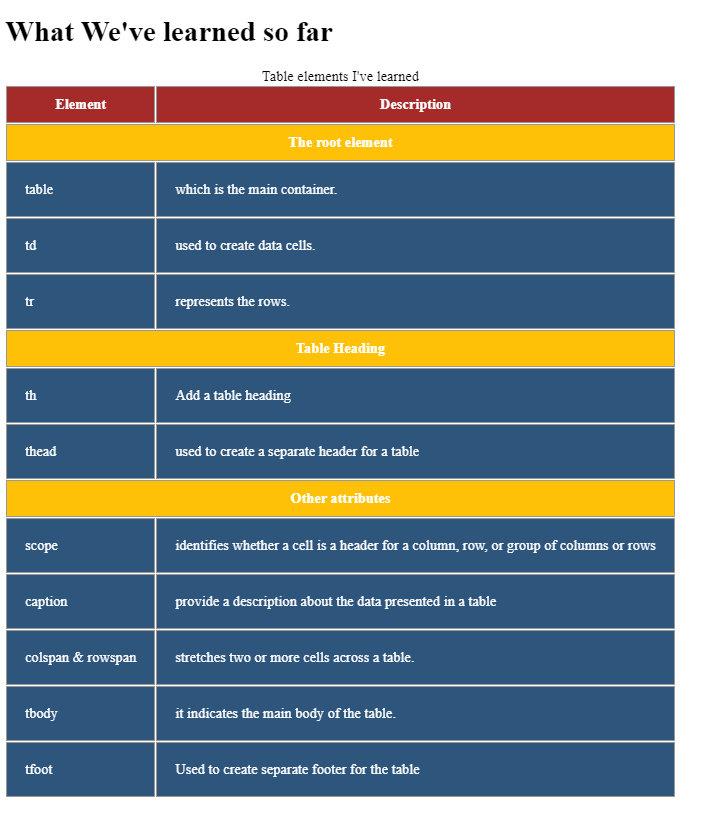 What We've learned so far
Table elements I've learned
Element Description
The root element
table which is the main container.
td used to create data cells.
tr represents the rows.
Table Heading
th Add a table heading
thead used to create a separate header for a table
Other attributes
scope identifies whether a cell is a header for a column, row, or group of columns or rows
caption provide a description about the data presented in a table
colspan & rowspan stretches two or more cells across a table.
tbody it indicates the main body of the table.
tfoot Used to create separate footer for the table